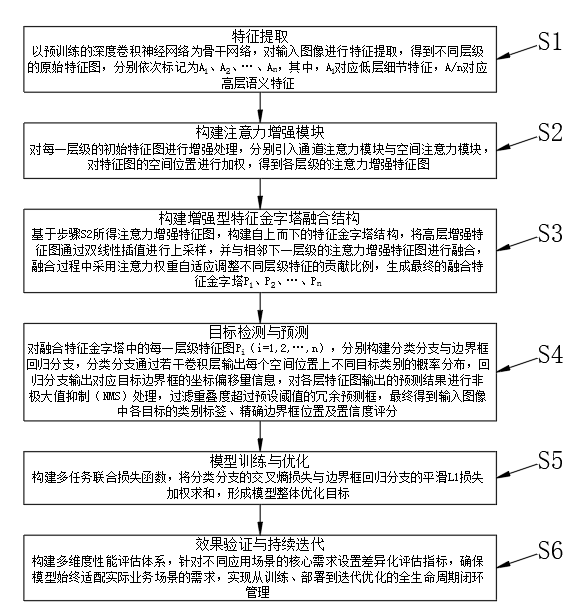 特征提取
以预训练的深度卷积神经网络为骨干网络，对输入图像进行特征提取，得到不同层级
的原始特征图，分别依次标记为A₁、A₂、…、Aₙ，其中，A₁对应低层细节特征，A/n对应
高层语义特征
S1
构建注意力增强模块
对每一层级的初始特征图进行增强处理，分别引入通道注意力模块与空间注意力模块，
对特征图的空间位置进行加权，得到各层级的注意力增强特征图
S2
构建增强型特征金字塔融合结构
基于步骤S2所得注意力增强特征图，构建自上而下的特征金字塔结构，将高层增强特
征图通过双线性插值进行上采样，并与相邻下一层级的注意力增强特征图进行融合，
融合过程中采用注意力权重自适应调整不同层级特征的贡献比例，生成最终的融合特
征金字塔P₁、P₂、…、Pₙ
S3
目标检测与预测
对融合特征金字塔中的每一层级特征图Pᵢ（i=1,2,…,n），分别构建分类分支与边界框
回归分支，分类分支通过若干卷积层输出每个空间位置上不同目标类别的概率分布，回
归分支输出对应目标边界框的坐标偏移量信息，对各层特征图输出的预测结果进行非
极大值抑制（NMS）处理，过滤重叠度超过预设阈值的冗余预测框，最终得到输入图像
中各目标的类别标签、精确边界框位置及置信度评分
S4
模型训练与优化
构建多任务联合损失函数，将分类分支的交叉熵损失与边界框回归分支的平滑L1损失
加权求和，形成模型整体优化目标
S5
效果验证与持续迭代
构建多维度性能评估体系，针对不同应用场景的核心需求设置差异化评估指标，确保
模型始终适配实际业务场景的需求，实现从训练、部署到迭代优化的全生命周期闭环
管理
S6